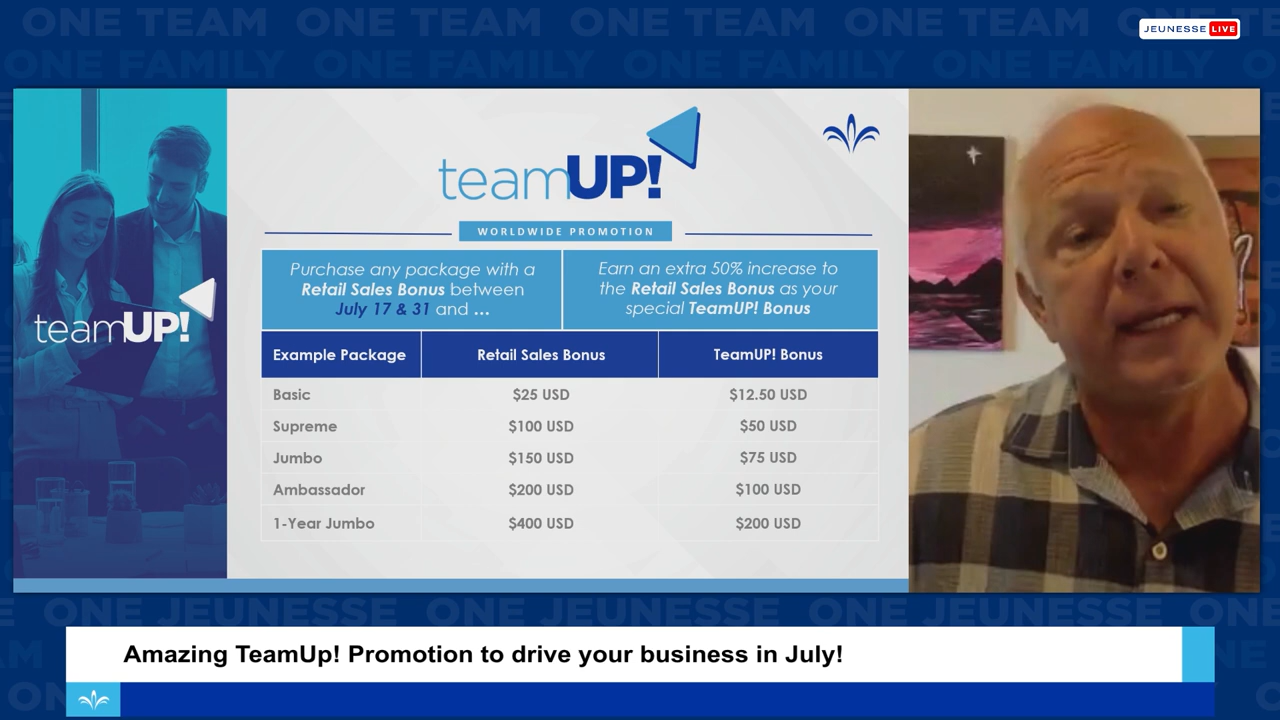 ONE TEAM ONE TEAM ONE TEAM ONE TE
JEUNESSE LIVE
ONE FAMILY ONE FAMILY ONE FAMILY
teamUP!
WORLDWIDE PROMOTION
Purchase any package with a
Retail Sales Bonus between
July 17 & 31 and ...
Earn an extra 50% increase to
the Retail Sales Bonus as your
special TeamUP! Bonus
teamUP!
Example Package Retail Sales Bonus TeamUP! Bonus
Basic $25 USD $12.50 USD
Supreme $100 USD $50 USD
Jumbo $150 USD $75 USD
Ambassador $200 USD $100 USD
1-Year Jumbo $400 USD $200 USD
ONE JEUNESSE ONE JEUNESSE ONE JEUNESSE ONE
Amazing TeamUp! Promotion to drive your business in July!